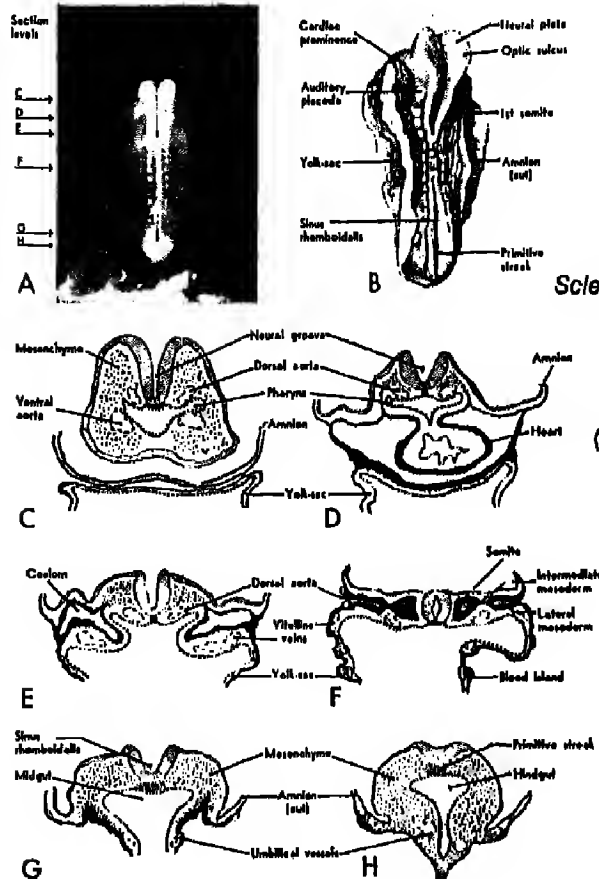 Section
levels
C
D
E
F
G
H
A
Cardiac
prominence
Auditory
placode
Yolk-sac
Sinus
rhomboidalis
Neural plate
Optic sulcus
1st somite
Amnion
(cut)
Primitive
streak
B
Scle
Mesenchyme
Ventral
aorta
Neural groove
Dorsal aorta
Pharynx
Amnion
Yolk-sac
Amnion
Heart
C
D
Coelom
Dorsal aorta
Vitelline
veins
Yolk-sac
Somite
Intermediate
mesoderm
Lateral
mesoderm
Blood island
E
F
Sinus
rhomboidalis
Midgut
Mesenchyme
Amnion
(cut)
Umbilical vessels
Primitive streak
Hindgut
G
H